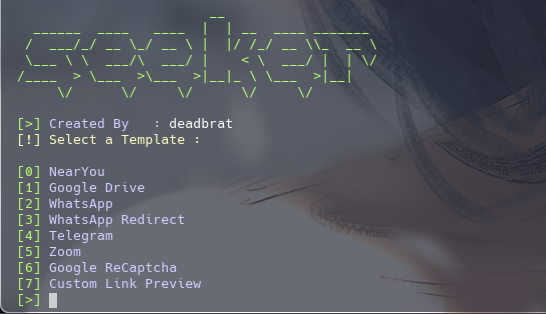 seeker
[>] Created By   : deadbrat
[!] Select a Template :
[0] NearYou
[1] Google Drive
[2] WhatsApp
[3] WhatsApp Redirect
[4] Telegram
[5] Zoom
[6] Google ReCaptcha
[7] Custom Link Preview
[>]